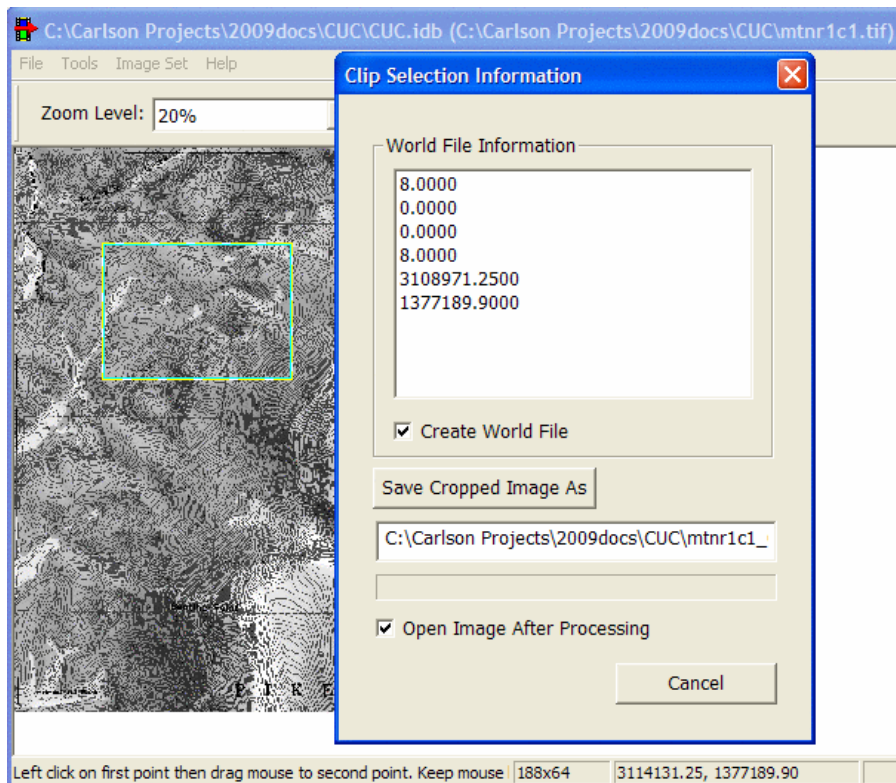 C:\Carlson Projects\2009docs\CUC\CUC.idb (C:\Carlson Projects\2009docs\CUC\mtnr1c1.tif)
File Tools Image Set Help
Zoom Level: 20%
Clip Selection Information
World File Information
8.0000
0.0000
0.0000
8.0000
3108971.2500
1377189.9000
Create World File
Save Cropped Image As
C:\Carlson Projects\2009docs\CUC\mtnr1c1_
Open Image After Processing
Cancel
P I K E
Left click on first point then drag mouse to second point. Keep mouse 188x64 3114131.25, 1377189.90